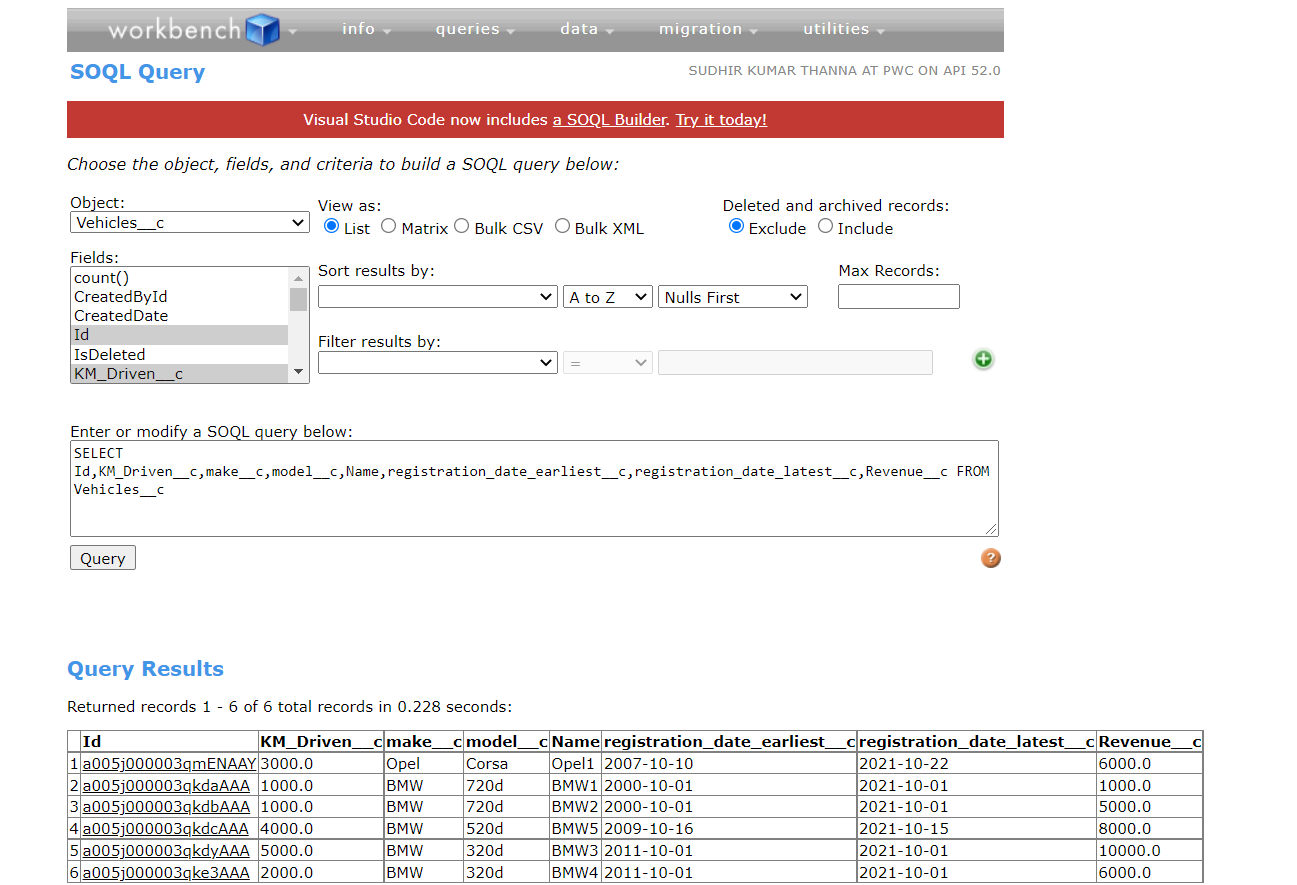 workbench info queries data migration utilities
SOQL Query
SUDHIR KUMAR THANNA AT PWC ON API 52.0
Visual Studio Code now includes a SOQL Builder. Try it today!
Choose the object, fields, and criteria to build a SOQL query below:
Object:
Vehicles__c
View as:
List Matrix Bulk CSV Bulk XML
Deleted and archived records:
Exclude Include
Fields:
count()
CreatedById
CreatedDate
Id
IsDeleted
KM_Driven__c
Sort results by:
A to Z Nulls First
Max Records:
Filter results by:
=
Enter or modify a SOQL query below:
SELECT
Id,KM_Driven__c,make__c,model__c,Name,registration_date_earliest__c,registration_date_latest__c,Revenue__c FROM
Vehicles__c
Query
?
Query Results
Returned records 1 - 6 of 6 total records in 0.228 seconds:
Id KM_Driven__c make__c model__c Name registration_date_earliest__c registration_date_latest__c Revenue__c
1 a005j000003qmENAAY 3000.0 Opel Corsa Opel1 2007-10-10 2021-10-22 6000.0
2 a005j000003qkdaAAA 1000.0 BMW 720d BMW1 2000-10-01 2021-10-01 1000.0
3 a005j000003qkdbAAA 1000.0 BMW 720d BMW2 2000-10-01 2021-10-01 5000.0
4 a005j000003qkdcAAA 4000.0 BMW 520d BMW5 2009-10-16 2021-10-15 8000.0
5 a005j000003qkdyAAA 5000.0 BMW 320d BMW3 2011-10-01 2021-10-01 10000.0
6 a005j000003qke3AAA 2000.0 BMW 320d BMW4 2011-10-01 2021-10-01 6000.0